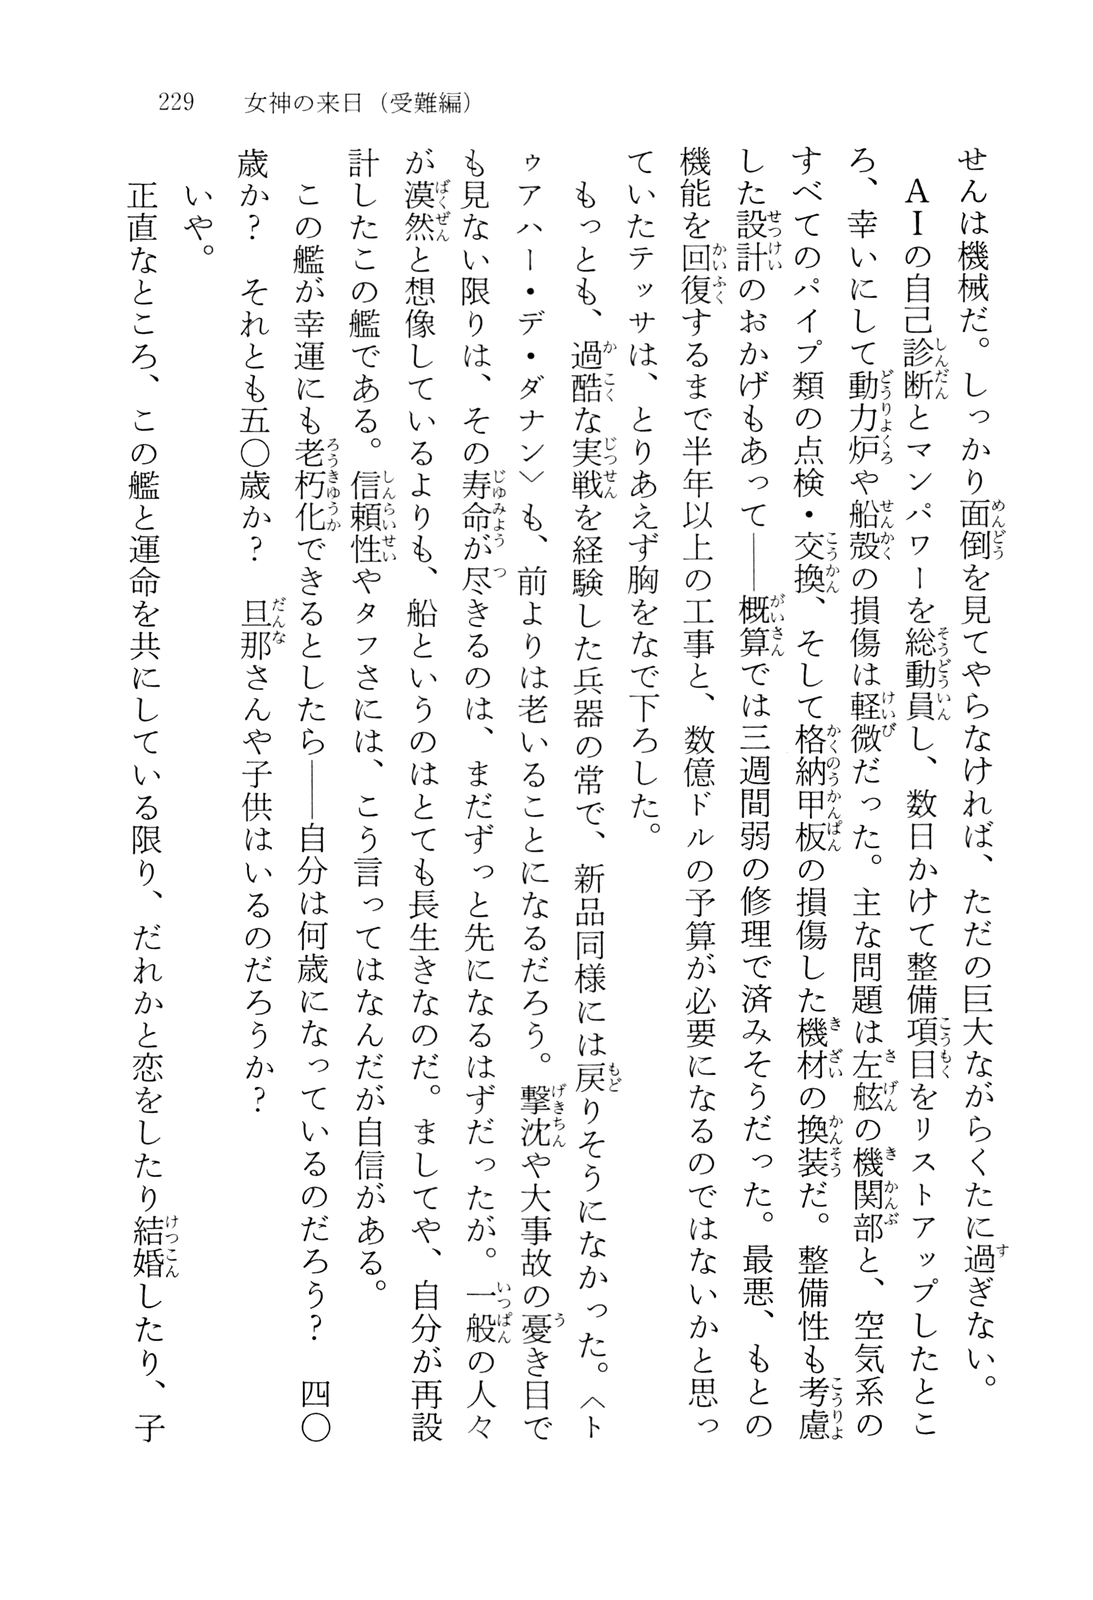 229　女神の来日（受難編）
せんは機械だ。しっかり面倒を見てやらなければ、ただの巨大ながらくたに過ぎない。
　ＡＩの自己診断とマンパワーを総動員し、数日かけて整備項目をリストアップしたとこ
ろ、幸いにして動力炉や船殻の損傷は軽微だった。主な問題は左舷の機関部と、空気系の
すべてのパイプ類の点検・交換、そして格納甲板の損傷した機材の換装だ。整備性も考慮
した設計のおかげもあって――概算では三週間弱の修理で済みそうだった。最悪、もとの
機能を回復するまで半年以上の工事と、数億ドルの予算が必要になるのではないかと思っ
ていたテッサは、とりあえず胸をなで下ろした。
　もっとも、過酷な実戦を経験した兵器の常で、新品同様には戻りそうになかった。〈ト
ゥアハー・デ・ダナン〉も、前よりは老いることになるだろう。撃沈や大事故の憂き目で
も見ない限りは、その寿命が尽きるのは、まだずっと先になるはずだったが。一般の人々
が漠然と想像しているよりも、船というのはとても長生きなのだ。ましてや、自分が再設
計したこの艦である。信頼性やタフさには、こう言ってはなんだが自信がある。
　この艦が幸運にも老朽化できるとしたら――自分は何歳になっているのだろう？　四〇
歳か？　それとも五〇歳か？　旦那さんや子供はいるのだろうか？
　いや。
　正直なところ、この艦と運命を共にしている限り、だれかと恋をしたり結婚したり、子